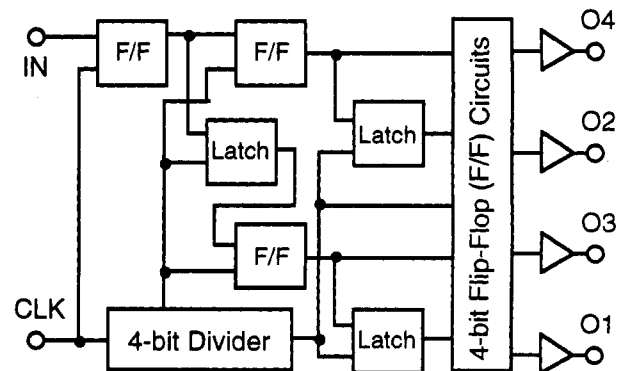 IN
F/F
F/F
Latch
Latch
F/F
Latch
CLK
4-bit Divider
4-bit Flip-Flop (F/F) Circuits
O4
O2
O3
O1